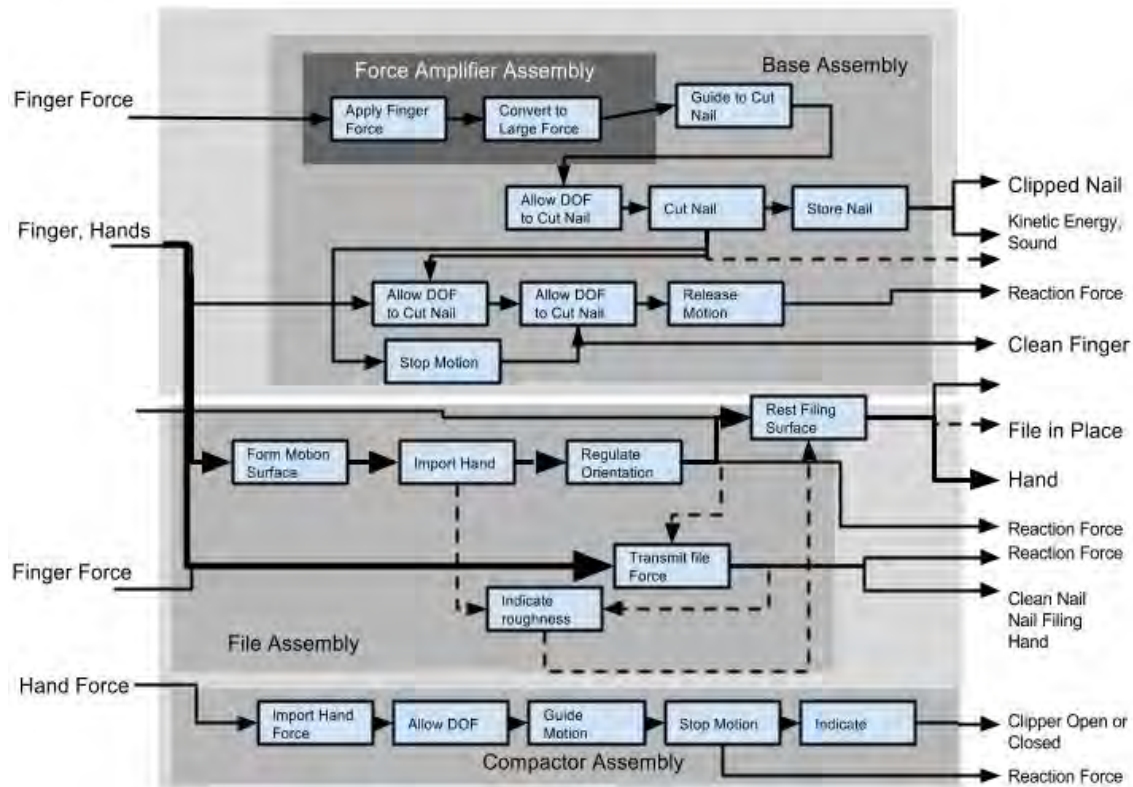 Force Amplifier Assembly
Base Assembly
Finger Force
Apply Finger
Force
Convert to
Large Force
Guide to Cut
Nail
Allow DOF
to Cut Nail
Cut Nail
Store Nail
Clipped Nail
Kinetic Energy,
Sound
Finger, Hands
Allow DOF
to Cut Nail
Allow DOF
to Cut Nail
Release
Motion
Reaction Force
Stop Motion
Clean Finger
Rest Filing
Surface
File in Place
Form Motion
Surface
Import Hand
Regulate
Orientation
Hand
Reaction Force
Finger Force
Transmit file
Force
Reaction Force
Indicate
roughness
Clean Nail
Nail Filing
Hand
File Assembly
Hand Force
Import Hand
Force
Allow DOF
Guide
Motion
Stop Motion
Indicate
Clipper Open or
Closed
Compactor Assembly
Reaction Force